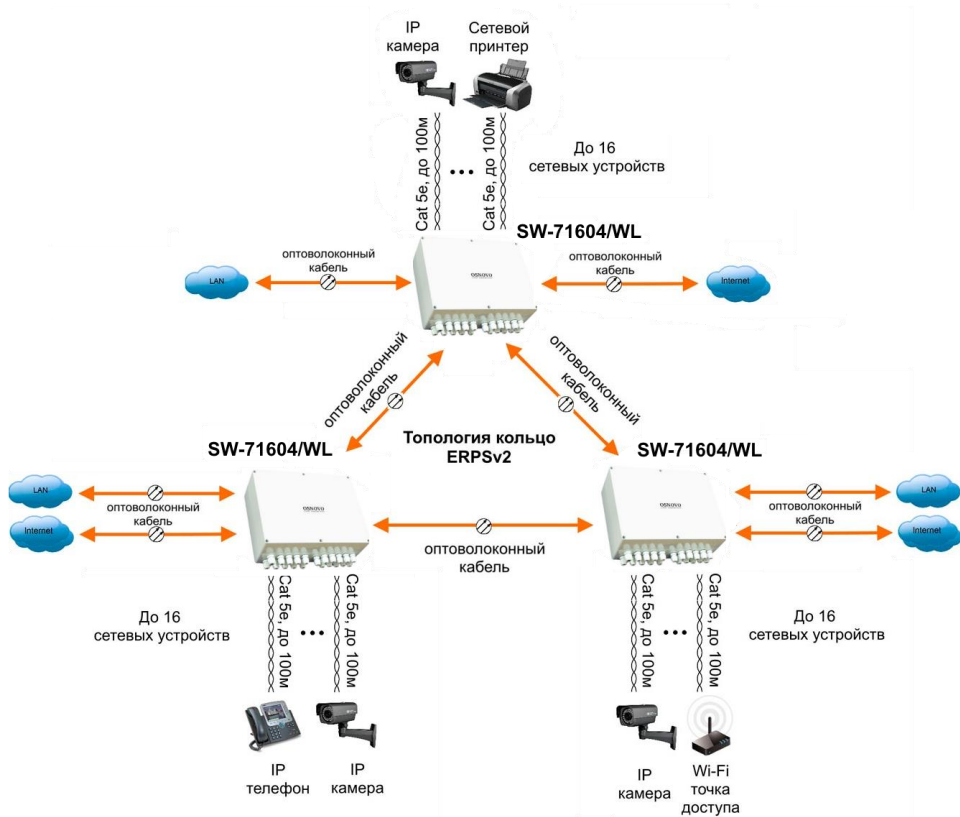 IP
камера
Сетевой
принтер
Cat 5e, до 100м
Cat 5e, до 100м
До 16
сетевых устройств
SW-71604/WL
оптоволоконный
кабель
оптоволоконный
кабель
LAN
Internet
OSNOVO
оптоволоконный
кабель
оптоволоконный
кабель
Топология кольцо
ERPSv2
SW-71604/WL
SW-71604/WL
LAN
оптоволоконный
кабель
Internet
OSNOVO
оптоволоконный
кабель
OSNOVO
LAN
оптоволоконный
кабель
Internet
До 16
сетевых устройств
Cat 5e, до 100м
Cat 5e, до 100м
Cat 5e, до 100м
Cat 5e, до 100м
До 16
сетевых устройств
IP
телефон
IP
камера
IP
камера
Wi-Fi
точка
доступа